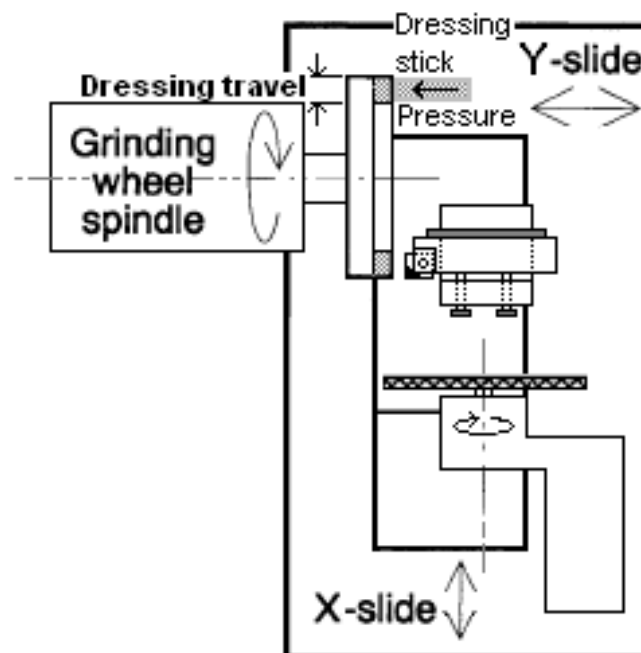 Dressing
stick
Y-slide
Dressing travel
Pressure
Grinding
wheel
spindle
X-slide